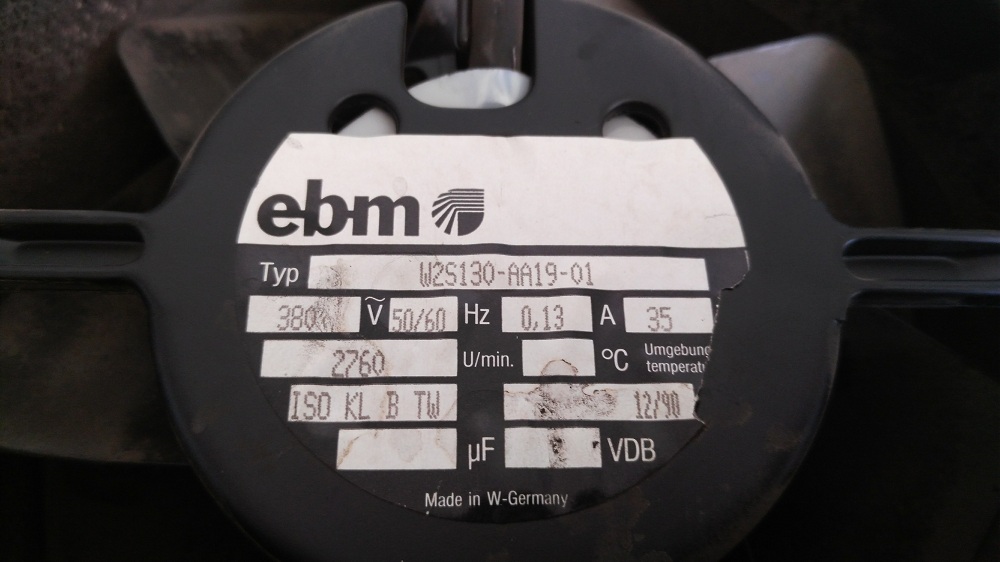 ebm
Typ W2S130-AA19-01
380 V 50/60 Hz 0,13 A 35
2760 U/min. °C Umgebung
ISO KL B TW 12/90
µF VDB
Made in W-Germany